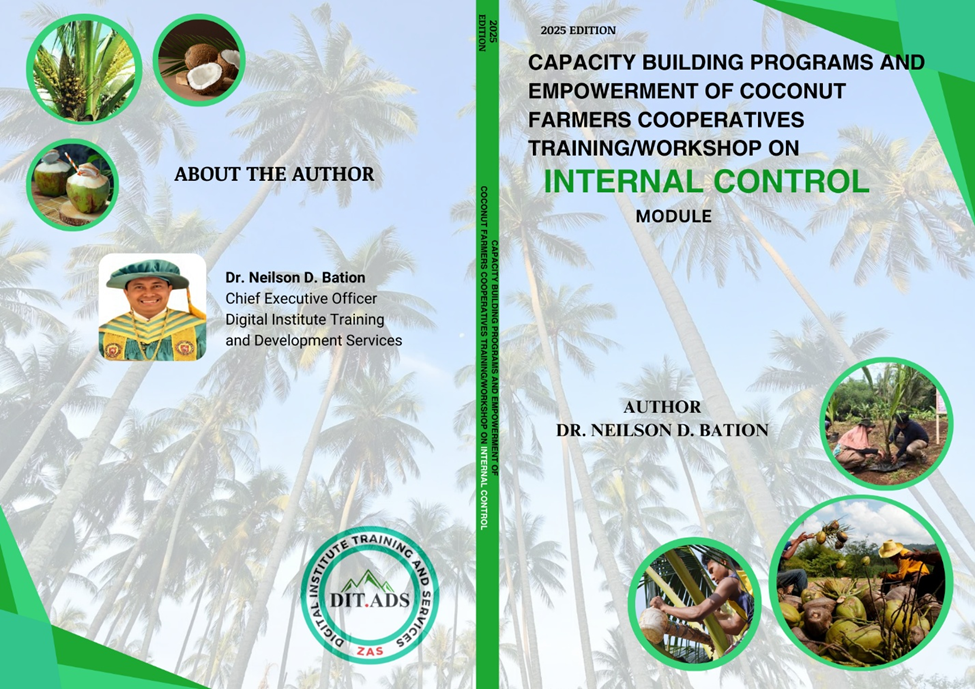 ABOUT THE AUTHOR
Dr. Neilson D. Bation
Chief Executive Officer
Digital Institute Training
and Development Services
DIGITAL INSTITUTE TRAINING AND SERVICES
DIT.ADS
ZAS
2025
EDITION
CAPACITY BUILDING PROGRAMS AND EMPOWERMENT OF
COCONUT FARMERS COOPERATIVES TRAINING/WORKSHOP ON INTERNAL CONTROL
2025 EDITION
CAPACITY BUILDING PROGRAMS AND
EMPOWERMENT OF COCONUT
FARMERS COOPERATIVES
TRAINING/WORKSHOP ON
INTERNAL CONTROL
MODULE
AUTHOR
DR. NEILSON D. BATION